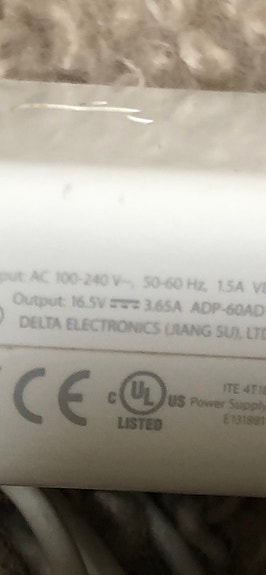 put: AC 100-240 V~, 50-60 Hz, 1.5A
Output: 16.5V 3.65A ADP-60AD
DELTA ELECTRONICS (JIANG SU), LTD
CE C UL US
LISTED
ITE
Power Supply